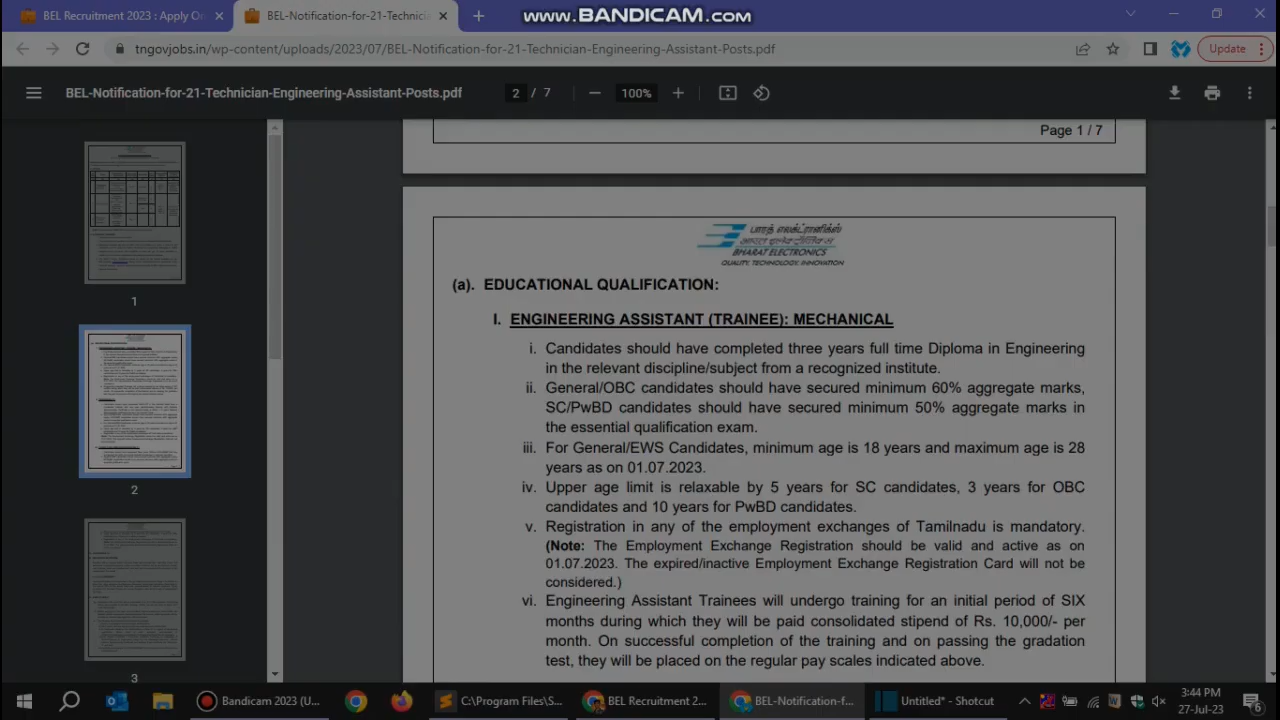 BEL Recruitment 2023 : Apply On
BEL-Notification-for-21-Technicia
www.BANDICAM.com
tngovjobs.in/wp-content/uploads/2023/07/BEL-Notification-for-21-Technician-Engineering-Assistant-Posts.pdf
Update
BEL-Notification-for-21-Technician-Engineering-Assistant-Posts.pdf
2 / 7
100%
Page 1 / 7
1
2
3
பாரத் எலக்ட்ரானிக்ஸ்
भारत इलेक्ट्रॉनिक्स
BHARAT ELECTRONICS
QUALITY, TECHNOLOGY, INNOVATION
(a). EDUCATIONAL QUALIFICATION:
I. ENGINEERING ASSISTANT (TRAINEE): MECHANICAL
i. Candidates should have completed three years full time Diploma in Engineering
in the relevant discipline/subject from a recognized institute.
ii. General/OBC candidates should have secured minimum 60% aggregate marks,
SC/PwBD candidates should have secured minimum 50% aggregate marks in
the essential qualification exam.
iii. For General/EWS Candidates, minimum age is 18 years and maximum age is 28
years as on 01.07.2023.
iv. Upper age limit is relaxable by 5 years for SC candidates, 3 years for OBC
candidates and 10 years for PwBD candidates.
v. Registration in any of the employment exchanges of Tamilnadu is mandatory.
(Note: The Employment Exchange Registration should be valid and active as on
01.07.2023. The expired/inactive Employment Exchange Registration Card will not be
considered.)
vi. Engineering Assistant Trainees will undergo training for an initial period of SIX
months during which they will be paid consolidated stipend of Rs. 10,000/- per
month. On successful completion of the training and on passing the gradation
test, they will be placed on the regular pay scales indicated above.
Bandicam 2023 (U...
C:\Program Files\S...
BEL Recruitment 2...
BEL-Notification-f...
Untitled* - Shotcut
3:44 PM
27-Jul-23
6